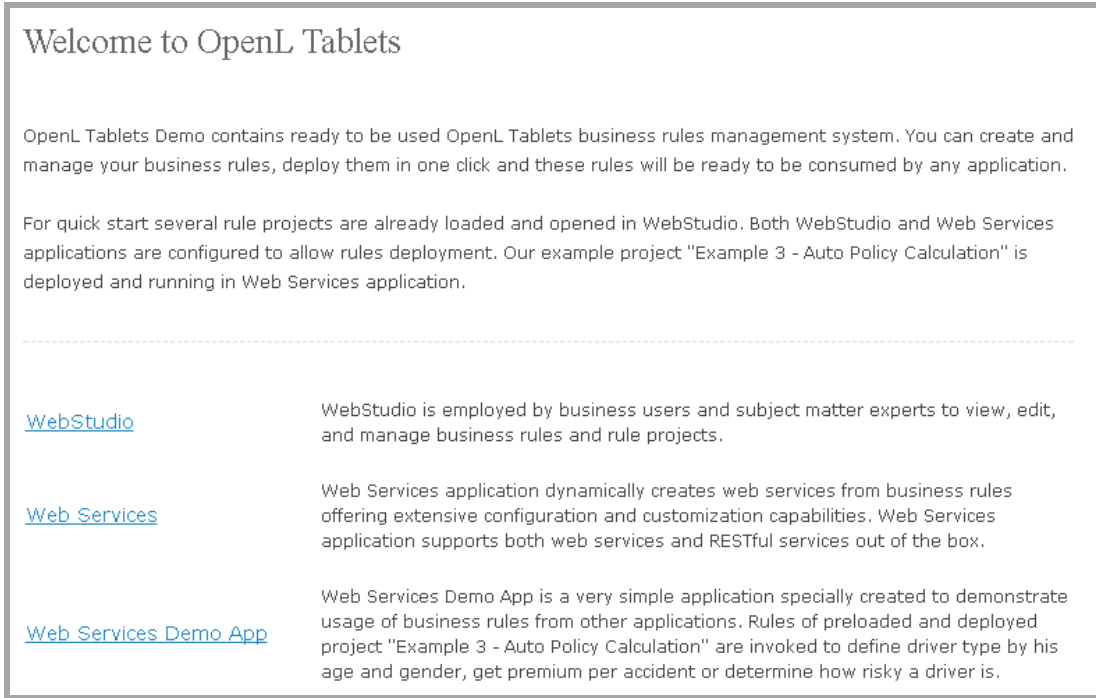 Welcome to OpenL Tablets
OpenL Tablets Demo contains ready to be used OpenL Tablets business rules management system. You can create and
manage your business rules, deploy them in one click and these rules will be ready to be consumed by any application.
For quick start several rule projects are already loaded and opened in WebStudio. Both WebStudio and Web Services
applications are configured to allow rules deployment. Our example project "Example 3 - Auto Policy Calculation" is
deployed and running in Web Services application.
WebStudio
WebStudio is employed by business users and subject matter experts to view, edit,
and manage business rules and rule projects.
Web Services
Web Services application dynamically creates web services from business rules
offering extensive configuration and customization capabilities. Web Services
application supports both web services and RESTful services out of the box.
Web Services Demo App
Web Services Demo App is a very simple application specially created to demonstrate
usage of business rules from other applications. Rules of preloaded and deployed
project "Example 3 - Auto Policy Calculation" are invoked to define driver type by his
age and gender, get premium per accident or determine how risky a driver is.